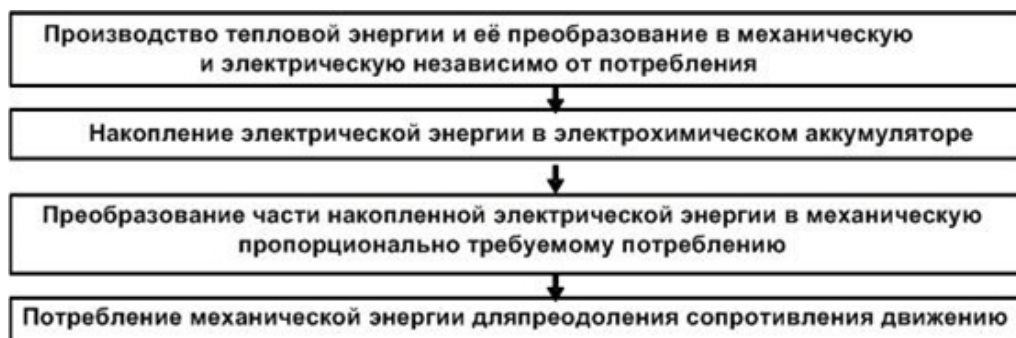 Производство тепловой энергии и её преобразование в механическую
и электрическую независимо от потребления
Накопление электрической энергии в электрохимическом аккумуляторе
Преобразование части накопленной электрической энергии в механическую
пропорционально требуемому потреблению
Потребление механической энергии дляпреодоления сопротивления движению